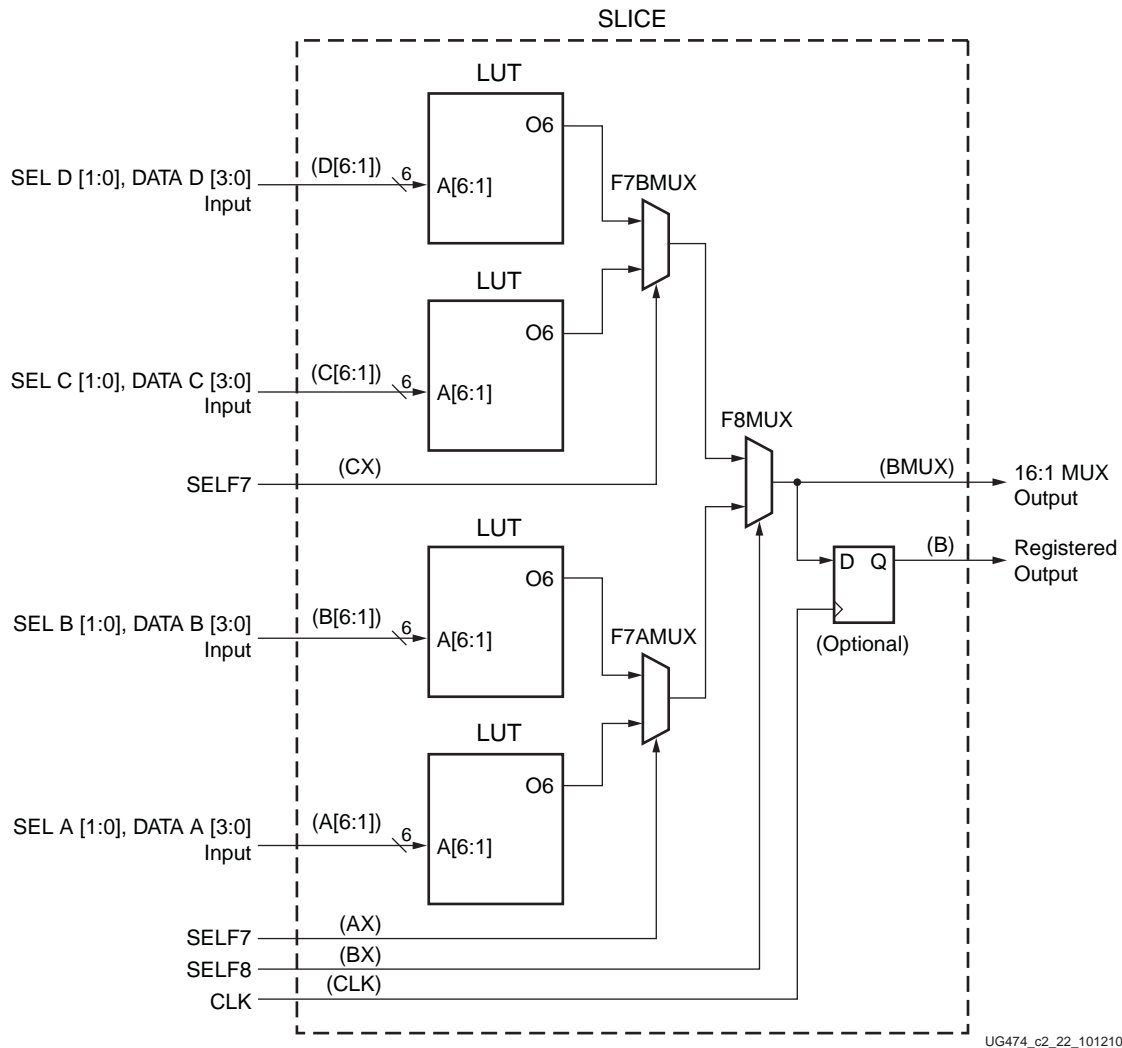 SLICE
LUT
O6
(D[6:1])
6
A[6:1]
SEL D [1:0], DATA D [3:0]
Input
F7BMUX
LUT
O6
(C[6:1])
6
A[6:1]
SEL C [1:0], DATA C [3:0]
Input
F8MUX
(CX)
SELF7
(BMUX)
16:1 MUX
Output
LUT
O6
(B)
Registered
Output
D Q
(Optional)
(B[6:1])
6
A[6:1]
SEL B [1:0], DATA B [3:0]
Input
F7AMUX
LUT
O6
(A[6:1])
6
A[6:1]
SEL A [1:0], DATA A [3:0]
Input
(AX)
SELF7
(BX)
SELF8
(CLK)
CLK
UG474_c2_22_101210